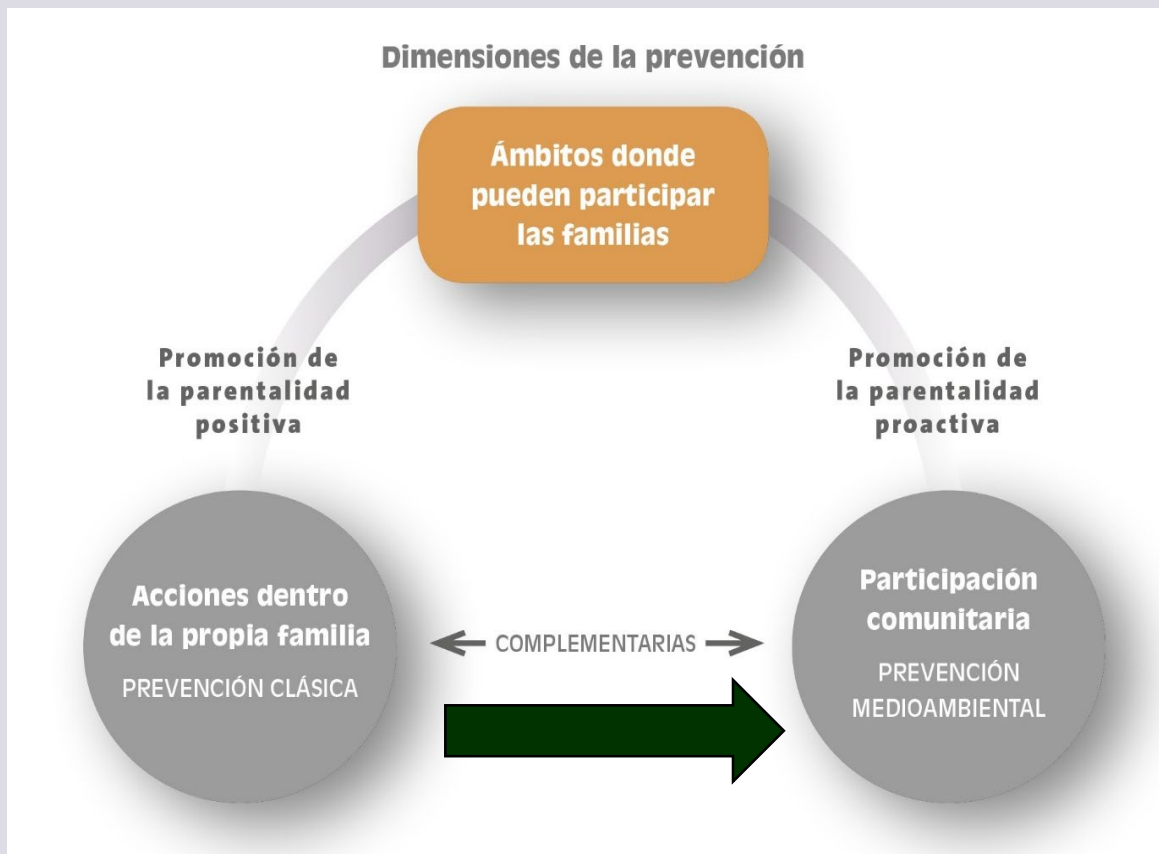 Dimensiones de la prevención
Ámbitos donde
pueden participar
las familias
Promoción de
la parentalidad
positiva
Promoción de
la parentalidad
proactiva
Acciones dentro
de la propia familia
PREVENCIÓN CLÁSICA
COMPLEMENTARIAS
Participación
comunitaria
PREVENCIÓN
MEDIOAMBIENTAL